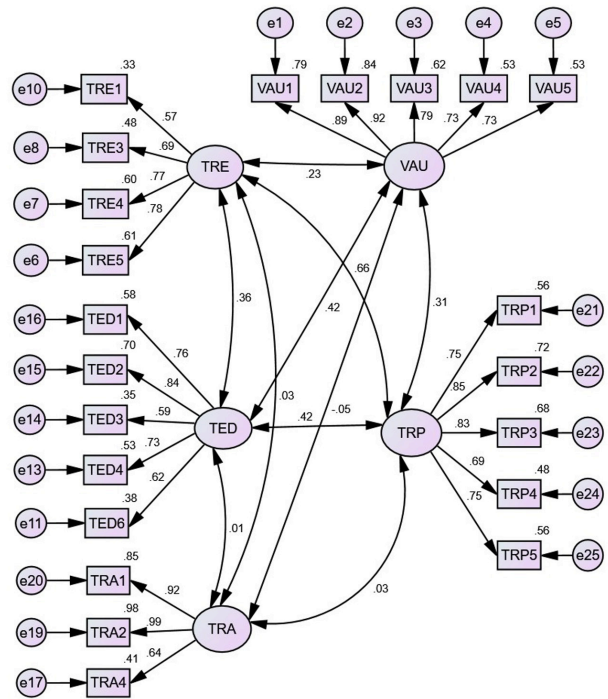 e1 e2 e3 e4 e5
.79 .84 .62 .53 .53
VAU1 VAU2 VAU3 VAU4 VAU5
.89 .92 .79 .73 .73
VAU
.33
e10 TRE1
.57
.48
e8 TRE3
.69
.60
e7 TRE4
.77
.61
e6 TRE5
.78
TRE
.23
.66
.36
.42
.31
.03
.42
-.05
.58
e16 TED1
.76
.70
e15 TED2
.84
.35
e14 TED3
.59
.53
e13 TED4
.73
.38
e11 TED6
.62
TED
.01
.03
.56
TRP1 e21
.75
.72
TRP2 e22
.85
.68
TRP3 e23
.83
.48
TRP4 e24
.69
.56
TRP5 e25
.75
TRP
.85
e20 TRA1
.92
.98
e19 TRA2
.99
.41
e17 TRA4
.64
TRA